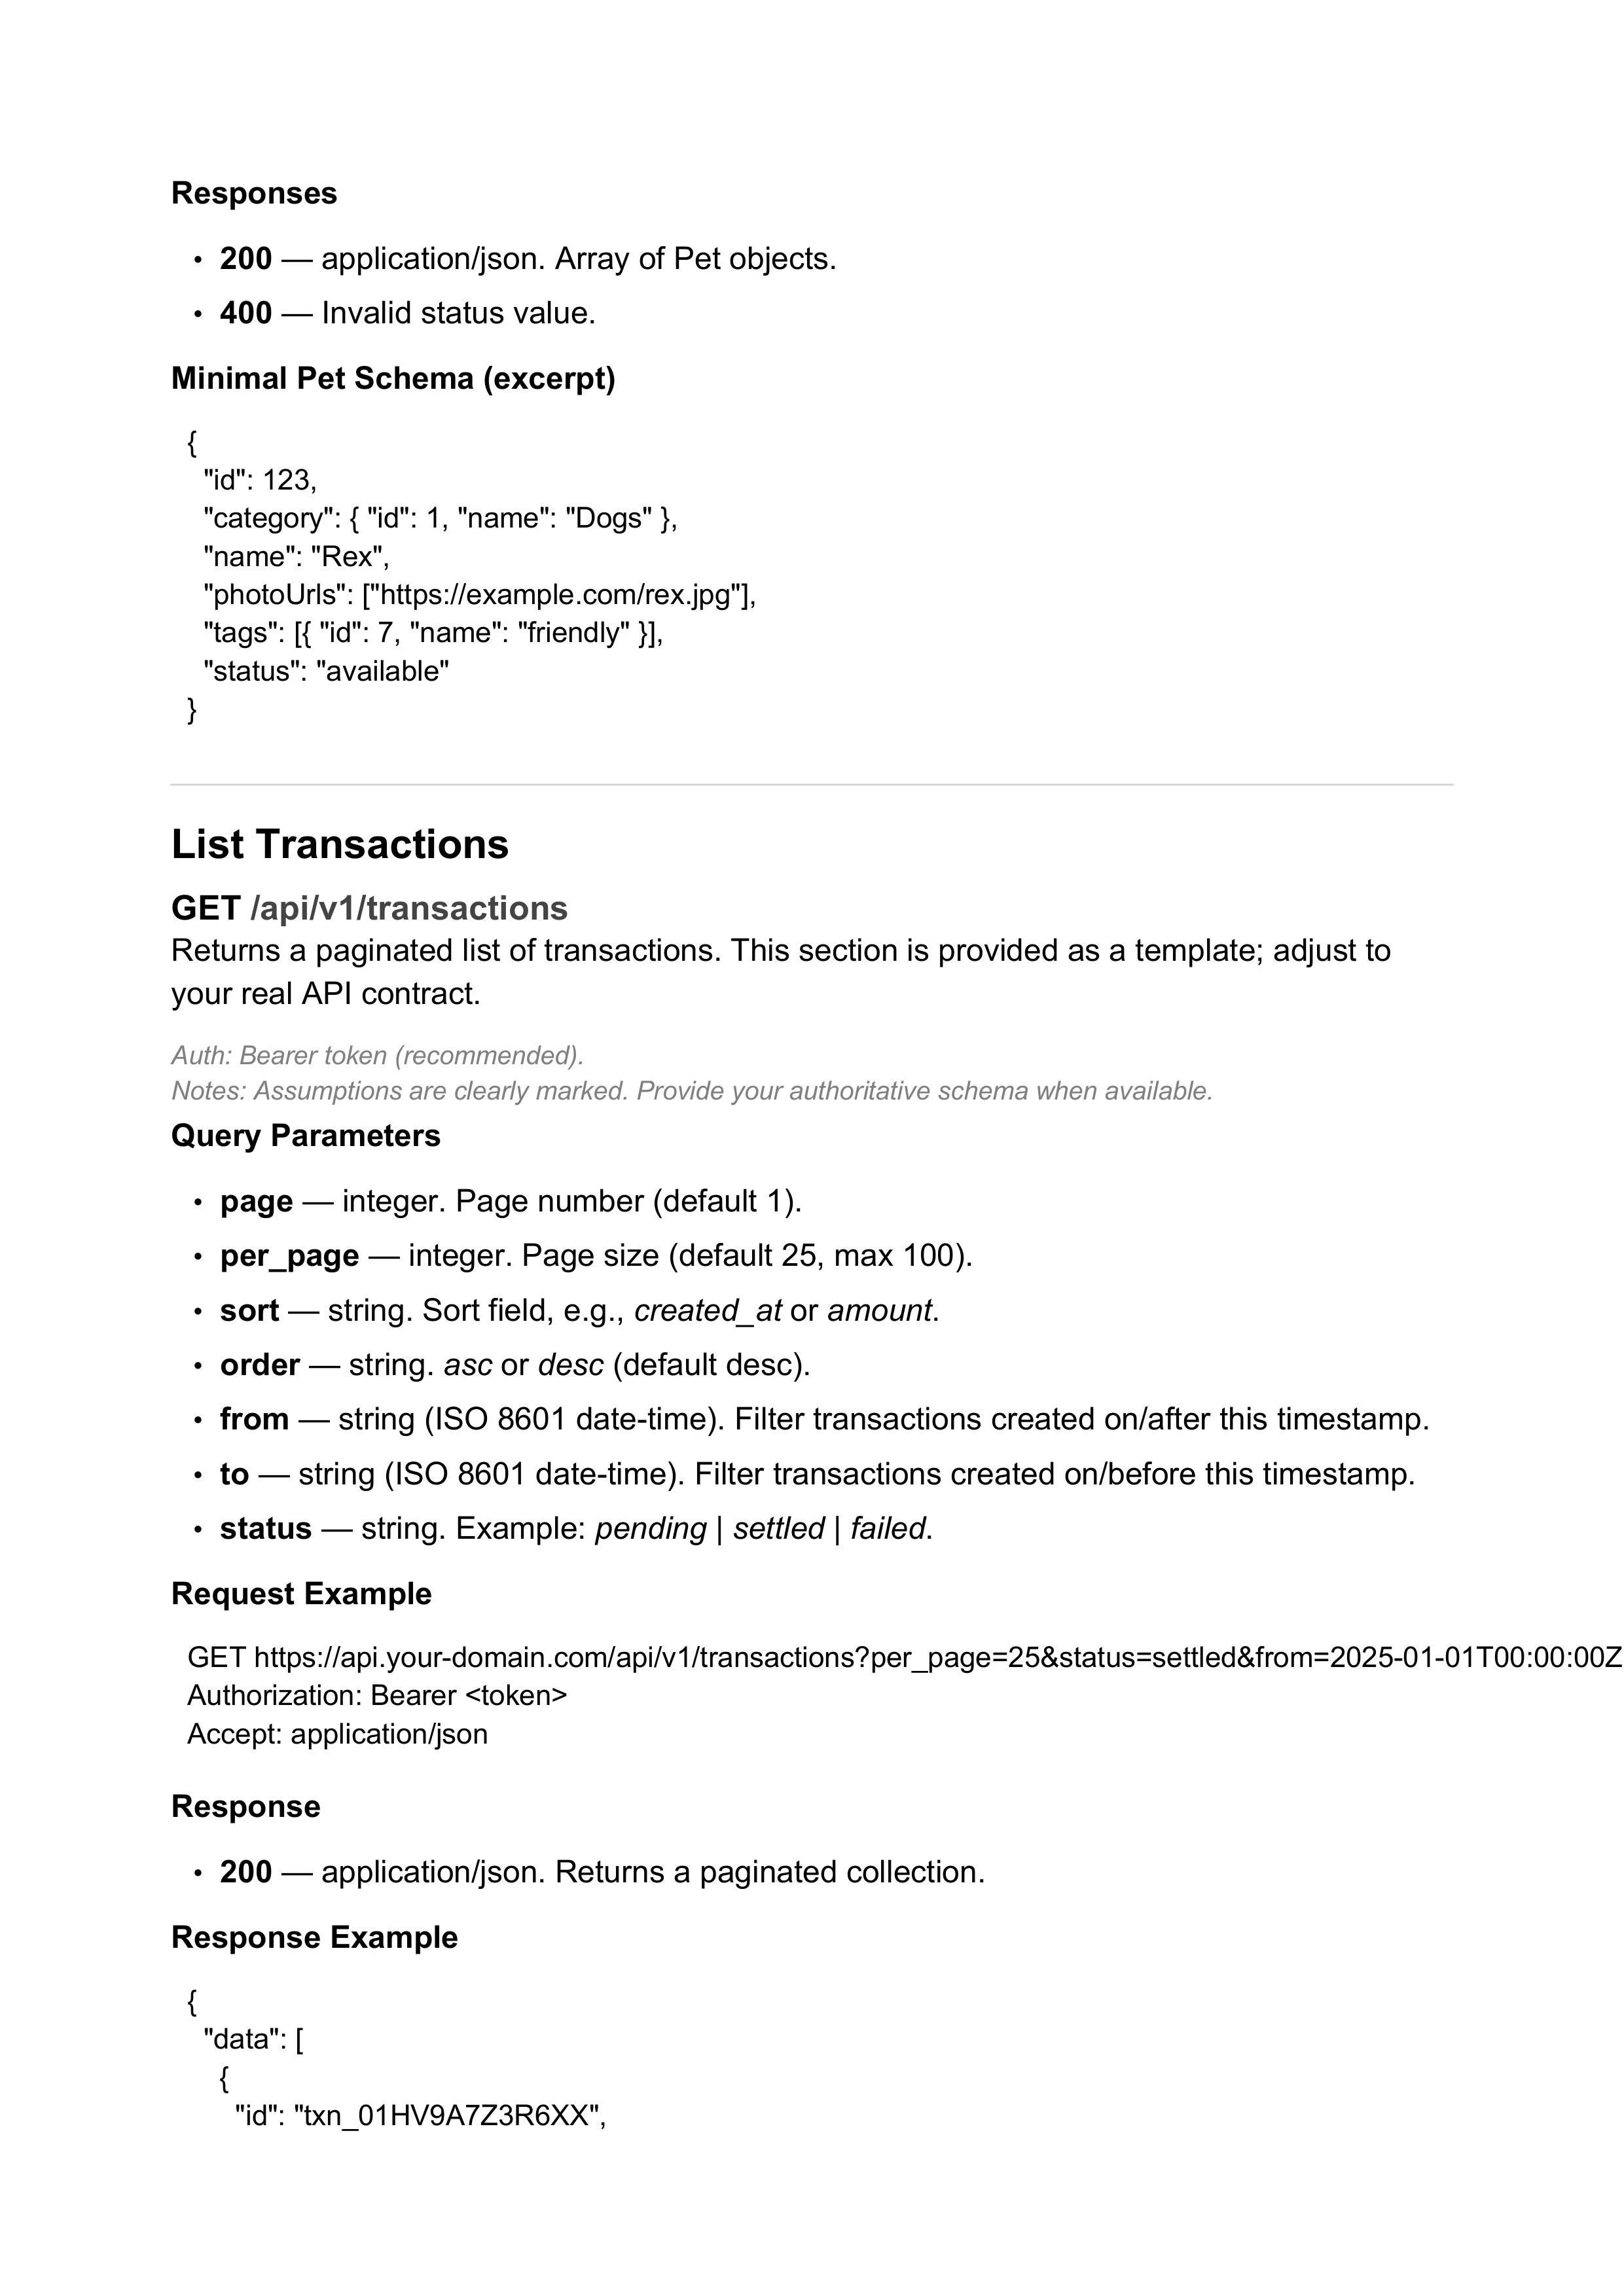 Responses
• 200 — application/json. Array of Pet objects.
• 400 — Invalid status value.
Minimal Pet Schema (excerpt)
{
"id": 123,
"category": { "id": 1, "name": "Dogs" },
"name": "Rex",
"photoUrls": ["https://example.com/rex.jpg"],
"tags": [{ "id": 7, "name": "friendly" }],
"status": "available"
}
List Transactions
GET /api/v1/transactions
Returns a paginated list of transactions. This section is provided as a template; adjust to
your real API contract.
Auth: Bearer token (recommended).
Notes: Assumptions are clearly marked. Provide your authoritative schema when available.
Query Parameters
• page — integer. Page number (default 1).
• per_page — integer. Page size (default 25, max 100).
• sort — string. Sort field, e.g., created_at or amount.
• order — string. asc or desc (default desc).
• from — string (ISO 8601 date-time). Filter transactions created on/after this timestamp.
• to — string (ISO 8601 date-time). Filter transactions created on/before this timestamp.
• status — string. Example: pending | settled | failed.
Request Example
GET https://api.your-domain.com/api/v1/transactions?per_page=25&status=settled&from=2025-01-01T00:00:00Z
Authorization: Bearer <token>
Accept: application/json
Response
• 200 — application/json. Returns a paginated collection.
Response Example
{
"data": [
{
"id": "txn_01HV9A7Z3R6XX",